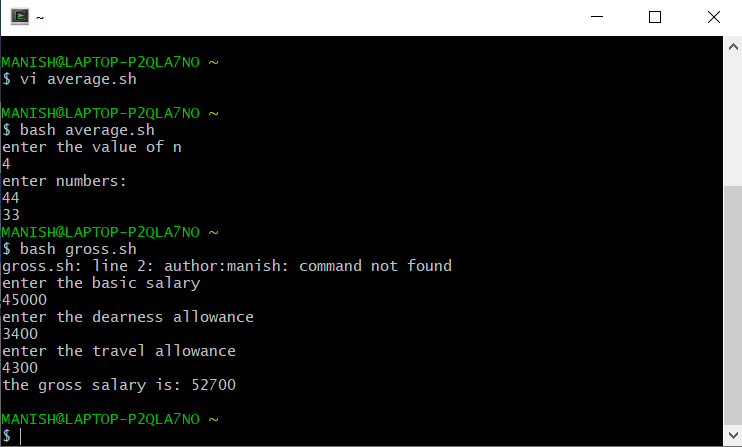 ~
MANISH@LAPTOP-P2QLA7NO ~
$ vi average.sh
MANISH@LAPTOP-P2QLA7NO ~
$ bash average.sh
enter the value of n
4
enter numbers:
44
33
MANISH@LAPTOP-P2QLA7NO ~
$ bash gross.sh
gross.sh: line 2: author:manish: command not found
enter the basic salary
45000
enter the dearness allowance
3400
enter the travel allowance
4300
the gross salary is: 52700
MANISH@LAPTOP-P2QLA7NO ~
$